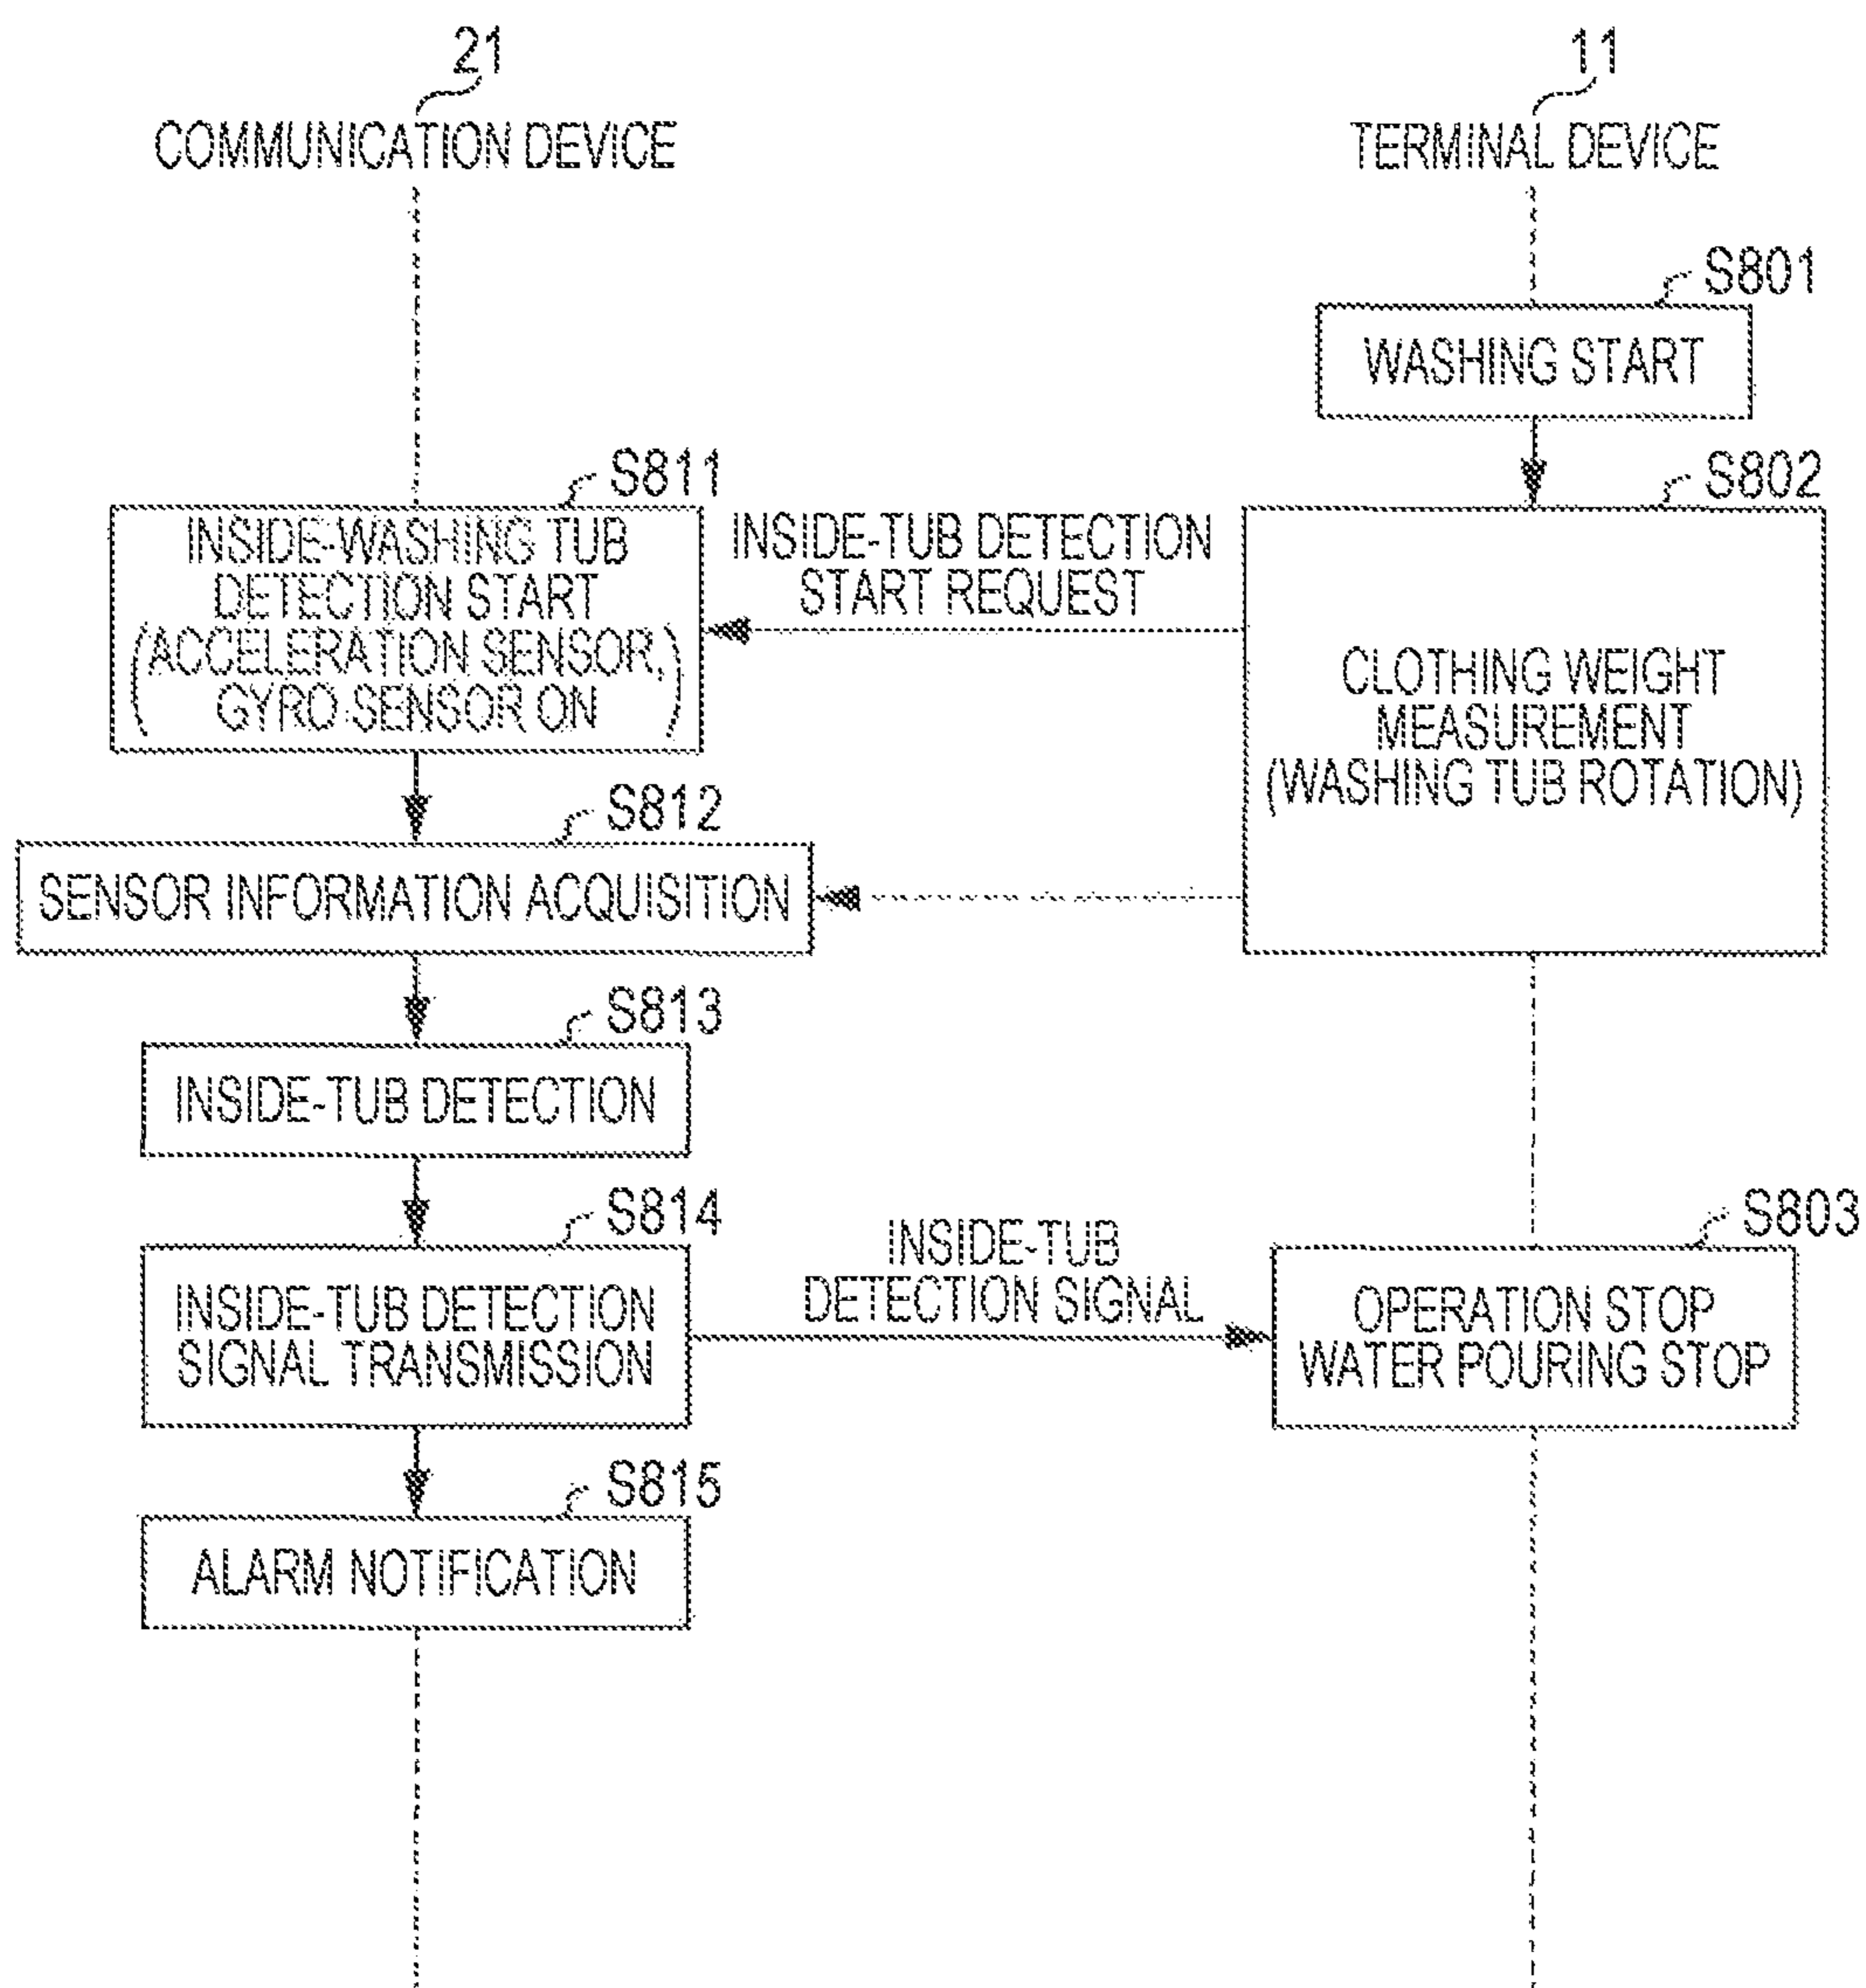 21
COMMUNICATION DEVICE
11
TERMINAL DEVICE
S801
WASHING START
S811
INSIDE-WASHING TUB
DETECTION START
(ACCELERATION SENSOR,
GYRO SENSOR ON)
INSIDE-TUB DETECTION
START REQUEST
S802
CLOTHING WEIGHT
MEASUREMENT
(WASHING TUB ROTATION)
S812
SENSOR INFORMATION ACQUISITION
S813
INSIDE-TUB DETECTION
S814
INSIDE-TUB DETECTION
SIGNAL TRANSMISSION
INSIDE-TUB
DETECTION SIGNAL
S803
OPERATION STOP
WATER POURING STOP
S815
ALARM NOTIFICATION